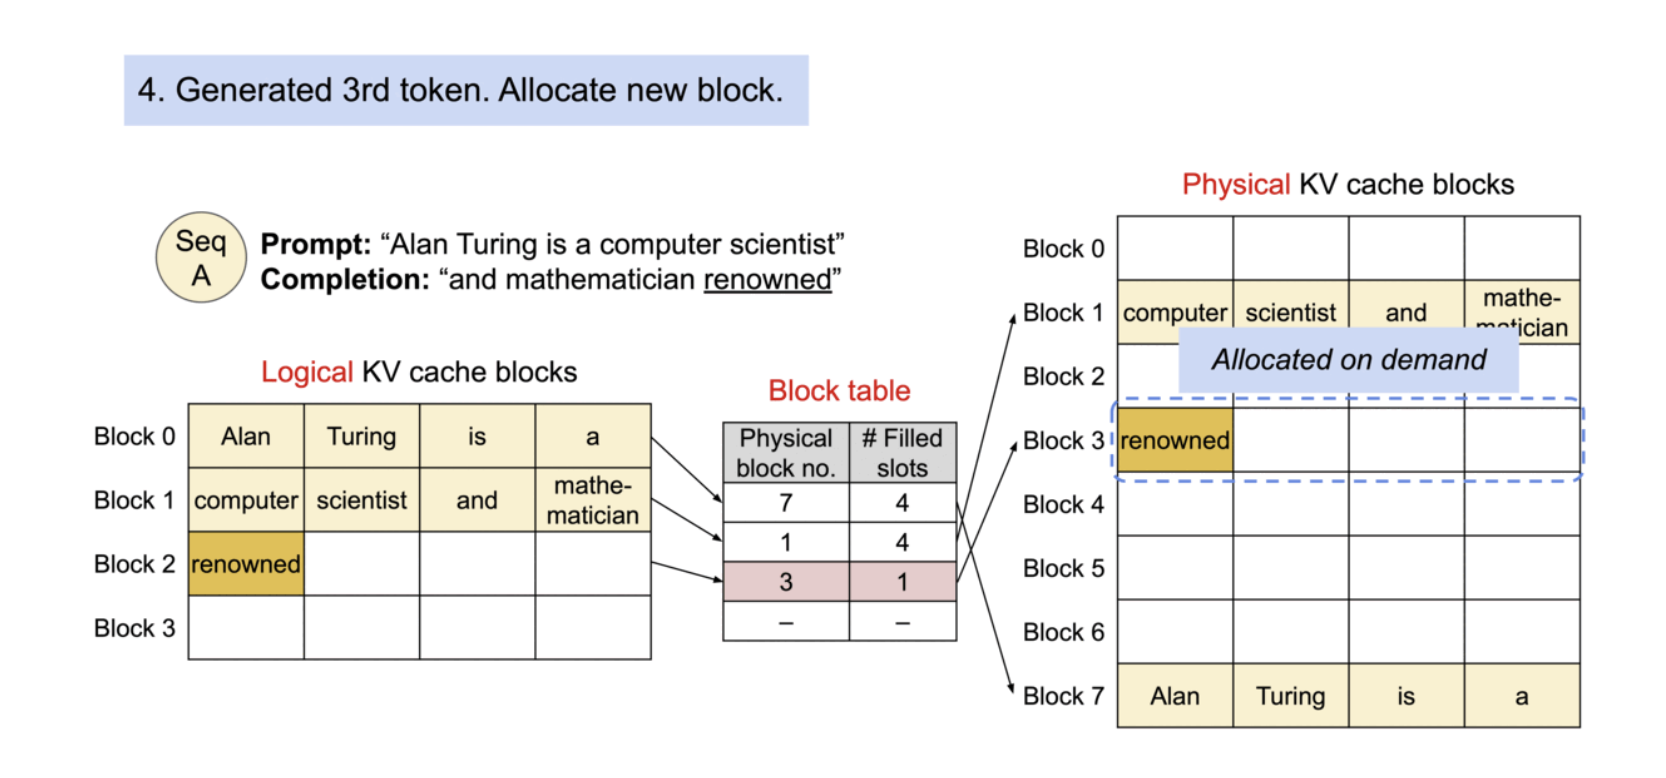 4. Generated 3rd token. Allocate new block.
Seq
A
Prompt: “Alan Turing is a computer scientist”
Completion: “and mathematician renowned”
Logical KV cache blocks
Block 0 Alan Turing is a
Block 1 computer scientist and mathe-
matician
Block 2 renowned
Block 3
Block table
Physical # Filled
block no. slots
7 4
1 4
3 1
– –
Physical KV cache blocks
Block 0
Block 1 computer scientist and mathe-
matician
Allocated on demand
Block 2
Block 3 renowned
Block 4
Block 5
Block 6
Block 7 Alan Turing is a